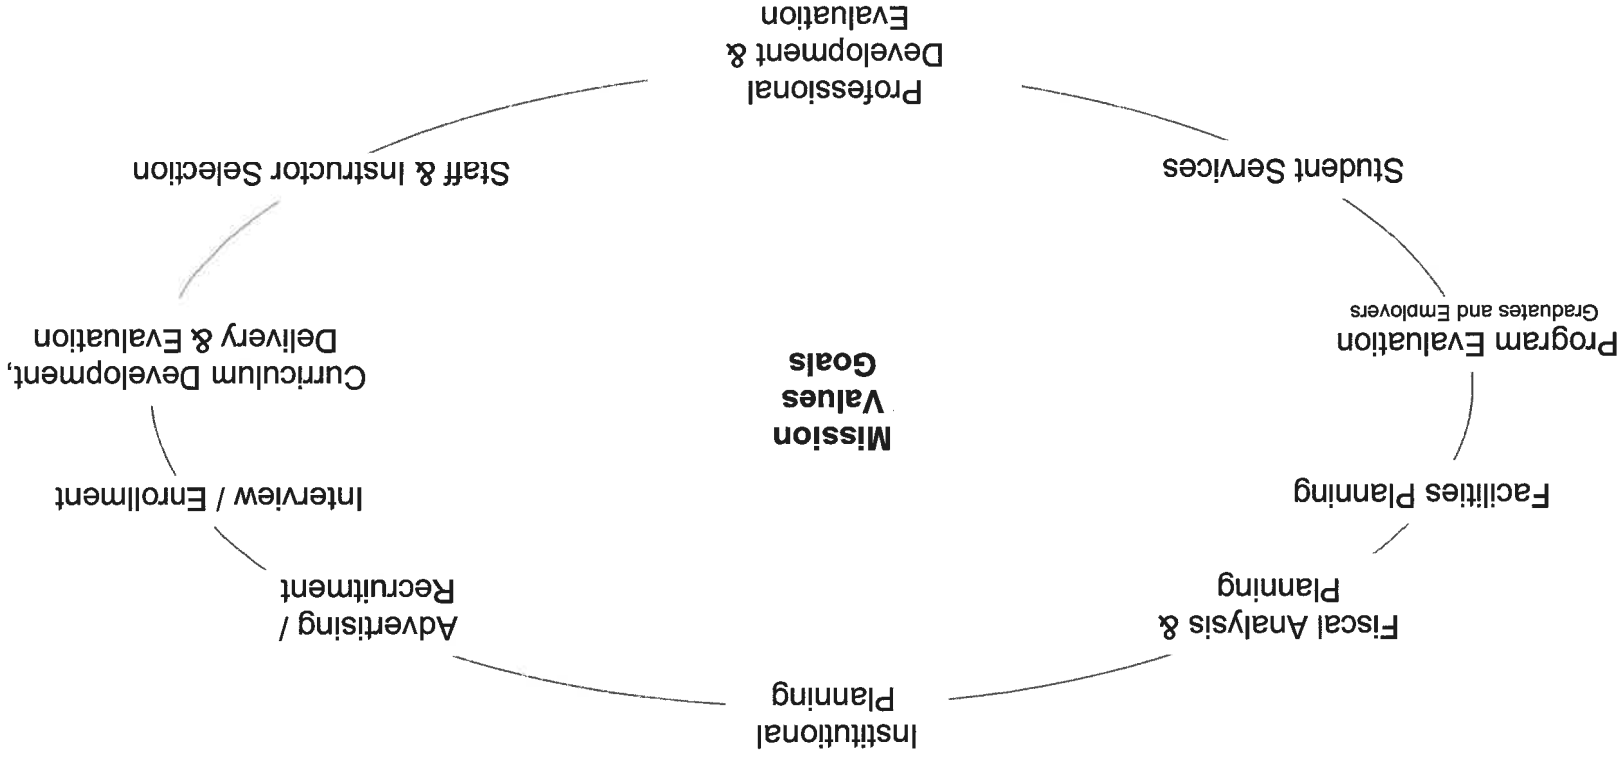 Institutional
Planning
Fiscal Analysis &
Planning
Advertising /
Recruitment
Facilities Planning
Interview / Enrollment
Mission
Values
Goals
Program Evaluation
Graduates and Employers
Curriculum Development,
Delivery & Evaluation
Student Services
Staff & Instructor Selection
Professional
Development &
Evaluation